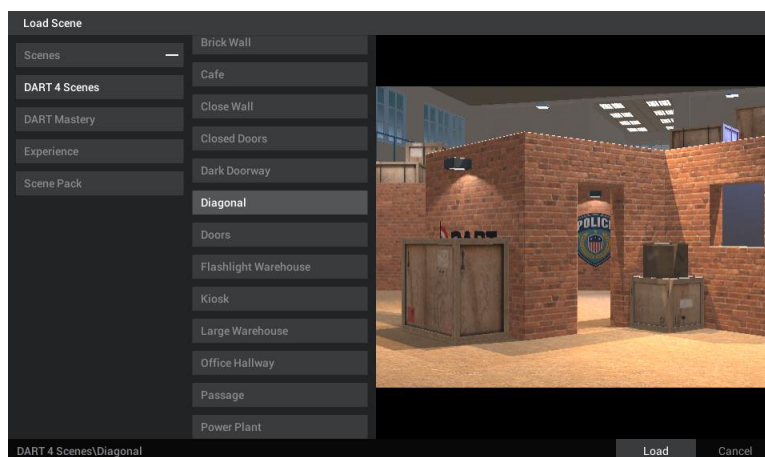 Load Scene
Scenes
DART 4 Scenes
DART Mastery
Experience
Scene Pack
Brick Wall
Cafe
Close Wall
Closed Doors
Dark Doorway
Diagonal
Doors
Flashlight Warehouse
Kiosk
Large Warehouse
Office Hallway
Passage
Power Plant
DART
POLICE
DART 4 Scenes\Diagonal
Load
Cancel